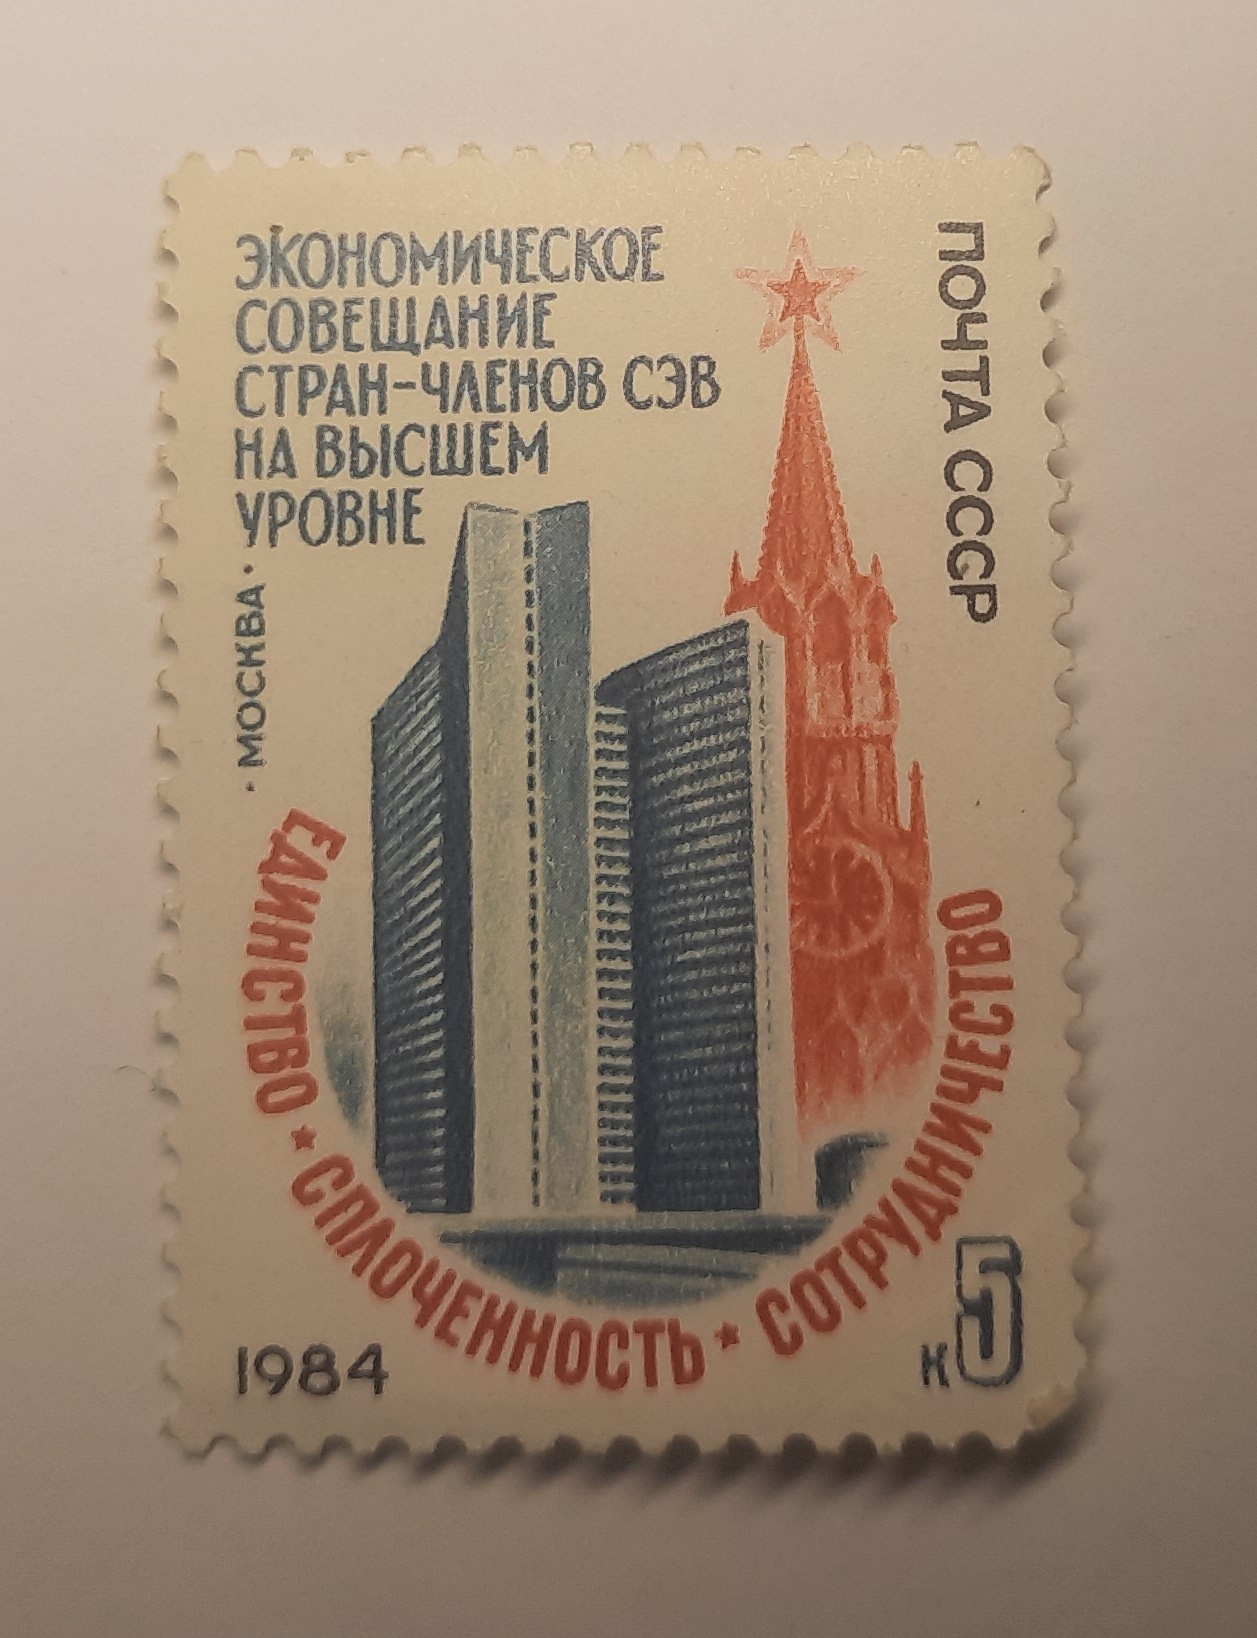 ЭКОНОМИЧЕСКОЕ
СОВЕЩАНИЕ
СТРАН-ЧЛЕНОВ СЭВ
НА ВЫСШЕМ
УРОВНЕ
·МОСКВА·
ПОЧТА СССР
ЕДИНСТВО ★ СПЛОЧЕННОСТЬ ★ СОТРУДНИЧЕСТВО
1984
к5